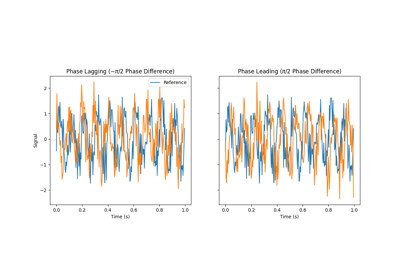 Phase Lagging (−π/2 Phase Difference)
Phase Leading (π/2 Phase Difference)
Reference
Signal
2
1
0
−1
−2
0.0 0.2 0.4 0.6 0.8 1.0
0.0 0.2 0.4 0.6 0.8 1.0
Time (s)
Time (s)